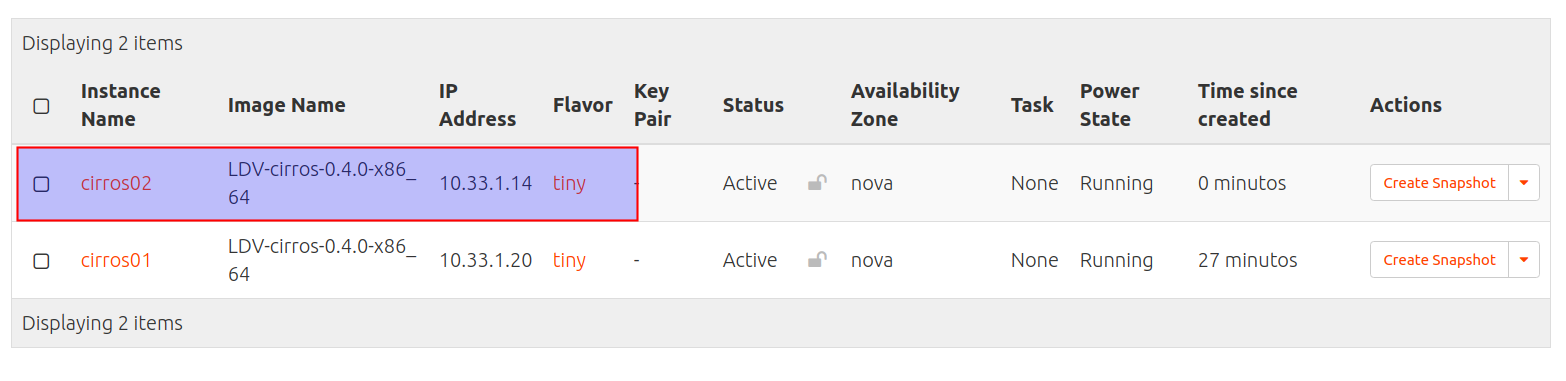 Displaying 2 items
Instance Name Image Name IP Address Flavor Key Pair Status Availability Zone Task Power State Time since created Actions
cirros02 LDV-cirros-0.4.0-x86_64 10.33.1.14 tiny - Active nova None Running 0 minutos Create Snapshot
cirros01 LDV-cirros-0.4.0-x86_64 10.33.1.20 tiny - Active nova None Running 27 minutos Create Snapshot
Displaying 2 items